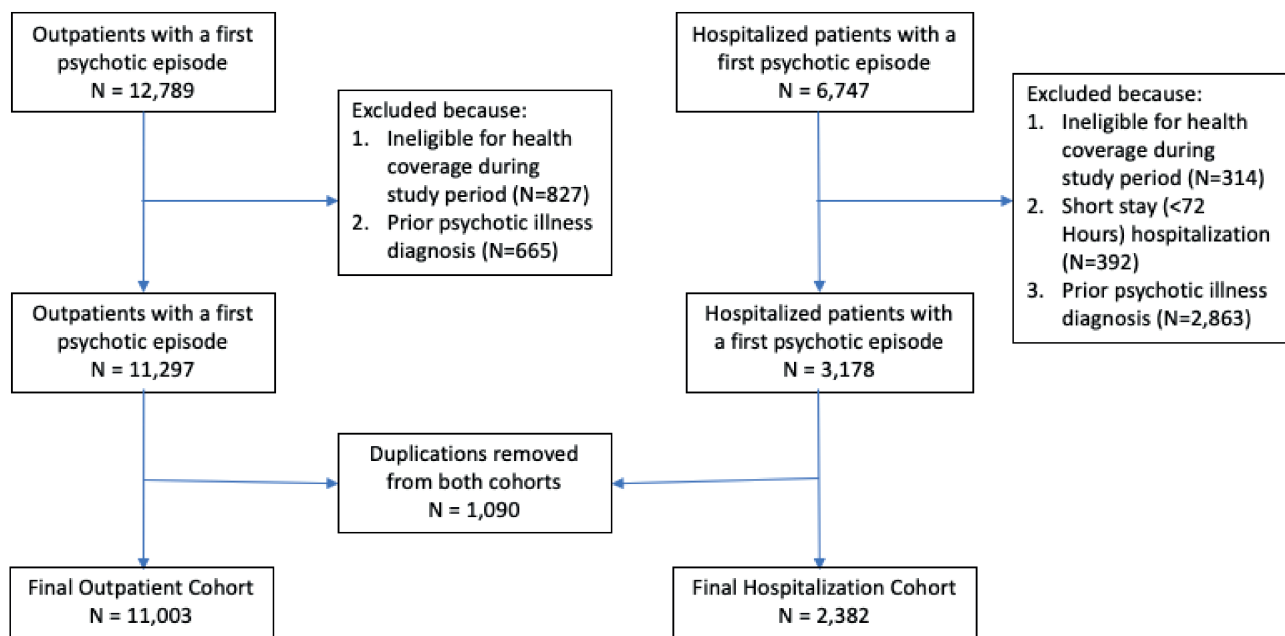 Outpatients with a first
psychotic episode
N = 12,789
Hospitalized patients with a
first psychotic episode
N = 6,747
Excluded because:
1. Ineligible for health
coverage during
study period (N=827)
2. Prior psychotic illness
diagnosis (N=665)
Excluded because:
1. Ineligible for health
coverage during
study period (N=314)
2. Short stay (<72
Hours) hospitalization
(N=392)
3. Prior psychotic illness
diagnosis (N=2,863)
Outpatients with a first
psychotic episode
N = 11,297
Hospitalized patients with
a first psychotic episode
N = 3,178
Duplications removed
from both cohorts
N = 1,090
Final Outpatient Cohort
N = 11,003
Final Hospitalization Cohort
N = 2,382